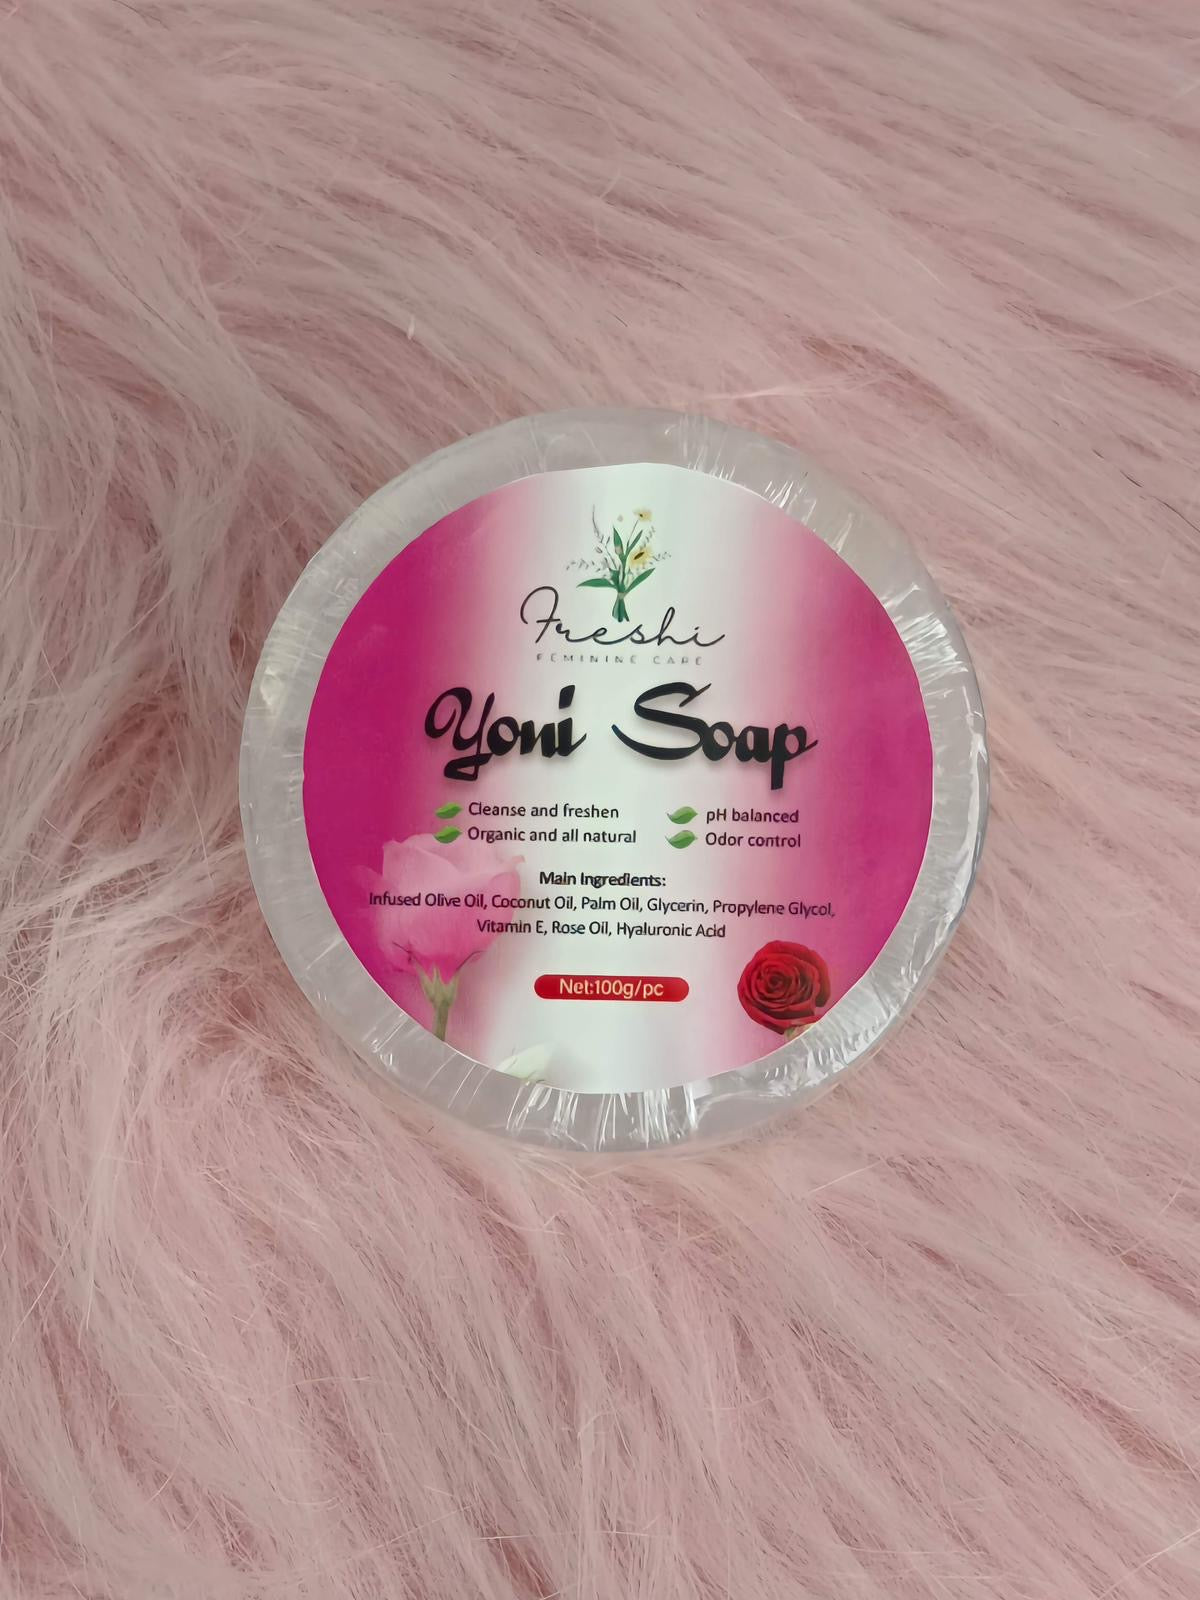 Freshi
FEMININE CARE
Yoni Soap
Cleanse and freshen
pH balanced
Organic and all natural
Odor control
Main Ingredients:
Infused Olive Oil, Coconut Oil, Palm Oil, Glycerin, Propylene Glycol,
Vitamin E, Rose Oil, Hyaluronic Acid
Net:100g/pc